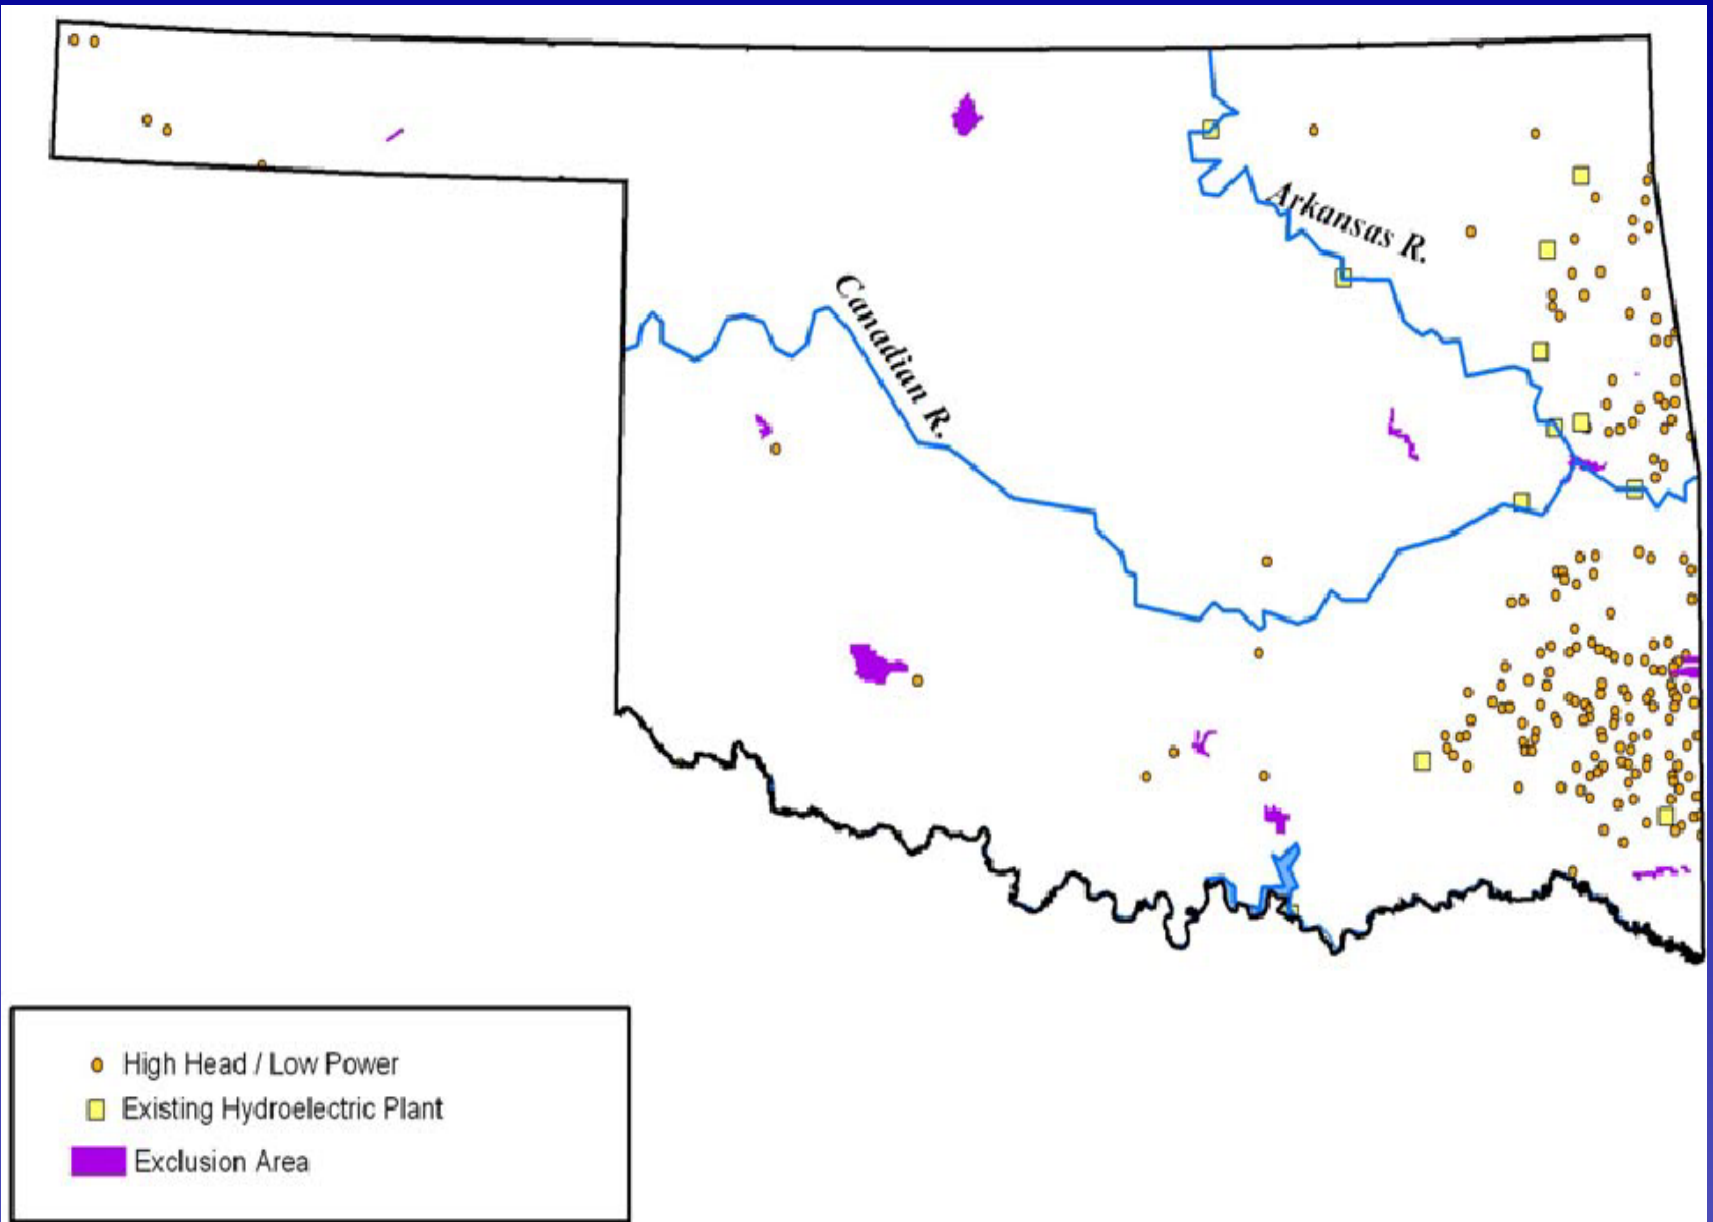 Arkansas R.
Canadian R.
High Head / Low Power
Existing Hydroelectric Plant
Exclusion Area